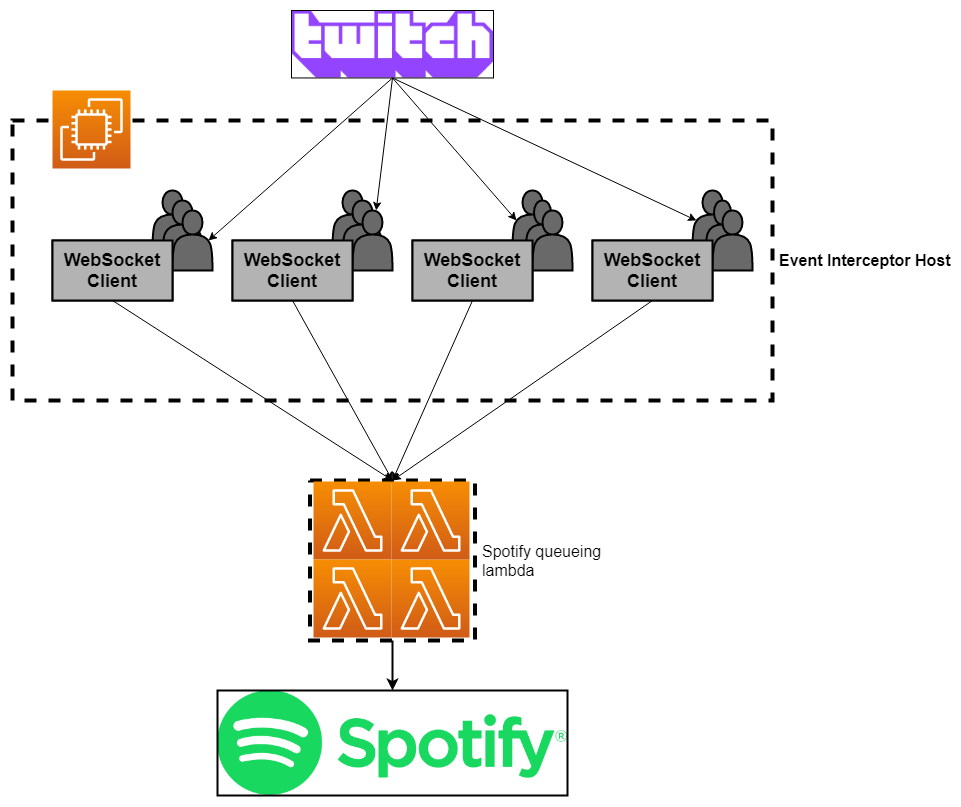 twitch
WebSocket
Client
WebSocket
Client
WebSocket
Client
WebSocket
Client
Event Interceptor Host
Spotify queueing
lambda
Spotify®